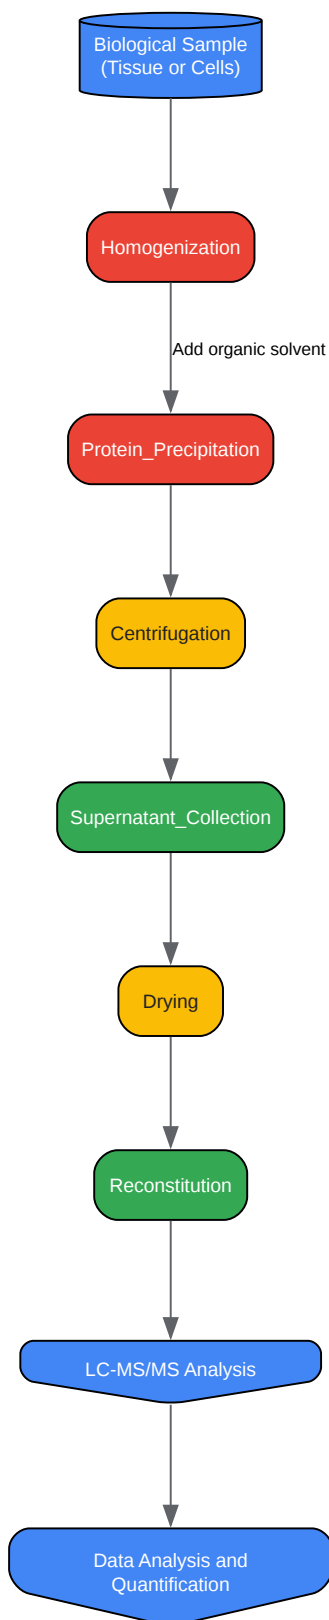 Biological Sample
(Tissue or Cells)
Homogenization
Add organic solvent
Protein_Precipitation
Centrifugation
Supernatant_Collection
Drying
Reconstitution
LC-MS/MS Analysis
Data Analysis and
Quantification